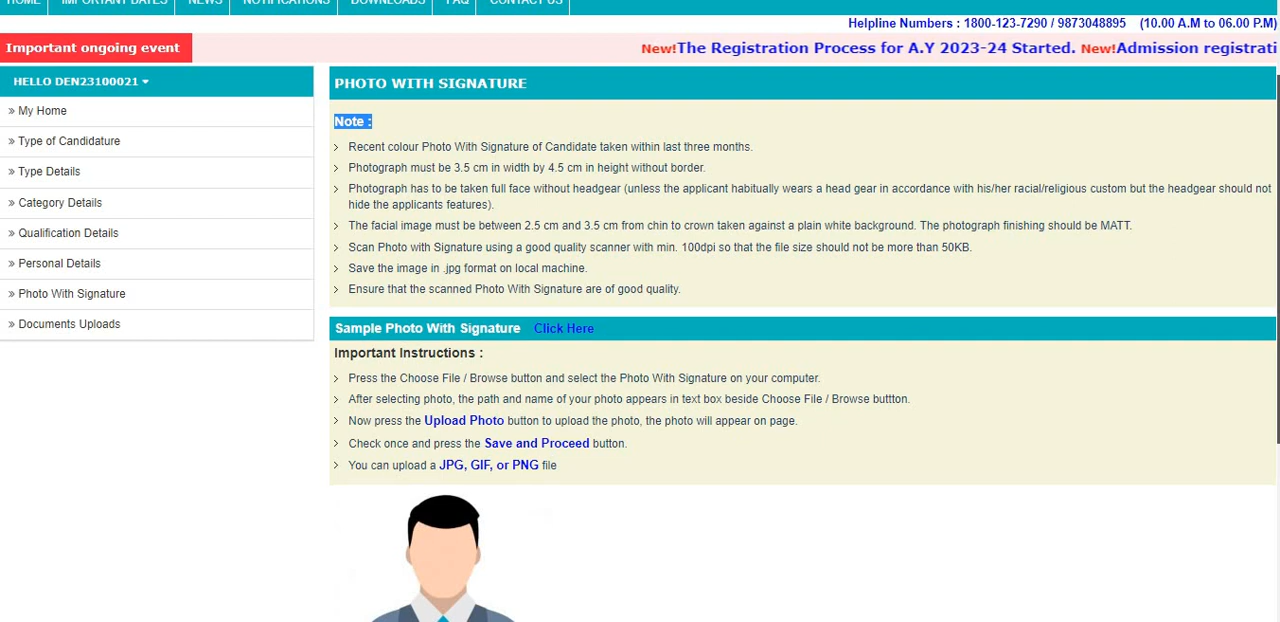 HOME IMPORTANT DATES NEWS NOTIFICATIONS DOWNLOADS FAQ CONTACT US
Helpline Numbers : 1800-123-7290 / 9873048895 (10.00 A.M to 06.00 P.M)
Important ongoing event
New!The Registration Process for A.Y 2023-24 Started. New!Admission registrati
HELLO DEN23100021
» My Home
» Type of Candidature
» Type Details
» Category Details
» Qualification Details
» Personal Details
» Photo With Signature
» Documents Uploads
PHOTO WITH SIGNATURE
Note :
Recent colour Photo With Signature of Candidate taken within last three months.
Photograph must be 3.5 cm in width by 4.5 cm in height without border.
Photograph has to be taken full face without headgear (unless the applicant habitually wears a head gear in accordance with his/her racial/religious custom but the headgear should not
hide the applicants features).
The facial image must be between 2.5 cm and 3.5 cm from chin to crown taken against a plain white background. The photograph finishing should be MATT.
Scan Photo with Signature using a good quality scanner with min. 100dpi so that the file size should not be more than 50KB.
Save the image in .jpg format on local machine.
Ensure that the scanned Photo With Signature are of good quality.
Sample Photo With Signature Click Here
Important Instructions :
Press the Choose File / Browse button and select the Photo With Signature on your computer.
After selecting photo, the path and name of your photo appears in text box beside Choose File / Browse buttton.
Now press the Upload Photo button to upload the photo, the photo will appear on page.
Check once and press the Save and Proceed button.
You can upload a JPG, GIF, or PNG file